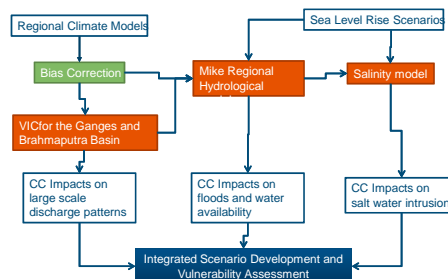 Regional Climate Models
Sea Level Rise Scenarios
Bias Correction
Mike Regional
Hydrological
Salinity model
VICfor the Ganges and
Brahmaputra Basin
CC Impacts on
large scale
discharge patterns
CC Impacts on
floods and water
availability
CC Impacts on
salt water intrusion
Integrated Scenario Development and
Vulnerability Assessment